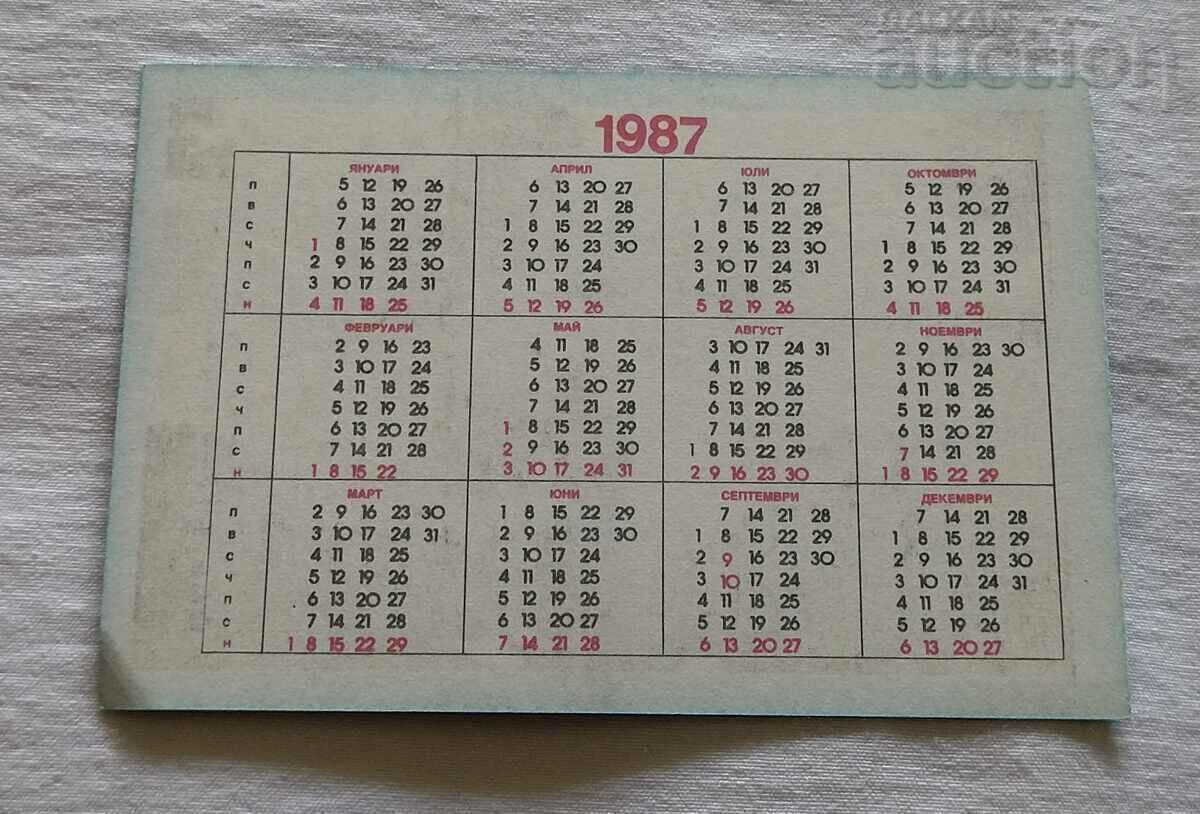 БАЛКАН
auction
1987
ЯНУАРИ АПРИЛ ЮЛИ ОКТОМВРИ
П 5 12 19 26 6 13 20 27 6 13 20 27 5 12 19 26
В 6 13 20 27 7 14 21 28 7 14 21 28 6 13 20 27
С 7 14 21 28 1 8 15 22 29 1 8 15 22 29 7 14 21 28
Ч 1 8 15 22 29 2 9 16 23 30 2 9 16 23 30 1 8 15 22 29
П 2 9 16 23 30 3 10 17 24 3 10 17 24 31 2 9 16 23 30
С 3 10 17 24 31 4 11 18 25 4 11 18 25 3 10 17 24 31
Н 4 11 18 25 5 12 19 26 5 12 19 26 4 11 18 25
ФЕВРУАРИ МАЙ АВГУСТ НОЕМВРИ
П 2 9 16 23 4 11 18 25 3 10 17 24 31 2 9 16 23 30
В 3 10 17 24 5 12 19 26 4 11 18 25 3 10 17 24
С 4 11 18 25 6 13 20 27 5 12 19 26 4 11 18 25
Ч 5 12 19 26 7 14 21 28 6 13 20 27 5 12 19 26
П 6 13 20 27 1 8 15 22 29 7 14 21 28 6 13 20 27
С 7 14 21 28 2 9 16 23 30 1 8 15 22 29 7 14 21 28
Н 1 8 15 22 3 10 17 24 31 2 9 16 23 30 1 8 15 22 29
МАРТ ЮНИ СЕПТЕМВРИ ДЕКЕМВРИ
П 2 9 16 23 30 1 8 15 22 29 7 14 21 28 7 14 21 28
В 3 10 17 24 31 2 9 16 23 30 1 8 15 22 29 1 8 15 22 29
С 4 11 18 25 3 10 17 24 2 9 16 23 30 2 9 16 23 30
Ч 5 12 19 26 4 11 18 25 3 10 17 24 3 10 17 24 31
П 6 13 20 27 5 12 19 26 4 11 18 25 4 11 18 25
С 7 14 21 28 6 13 20 27 5 12 19 26 5 12 19 26
Н 1 8 15 22 29 7 14 21 28 6 13 20 27 6 13 20 27